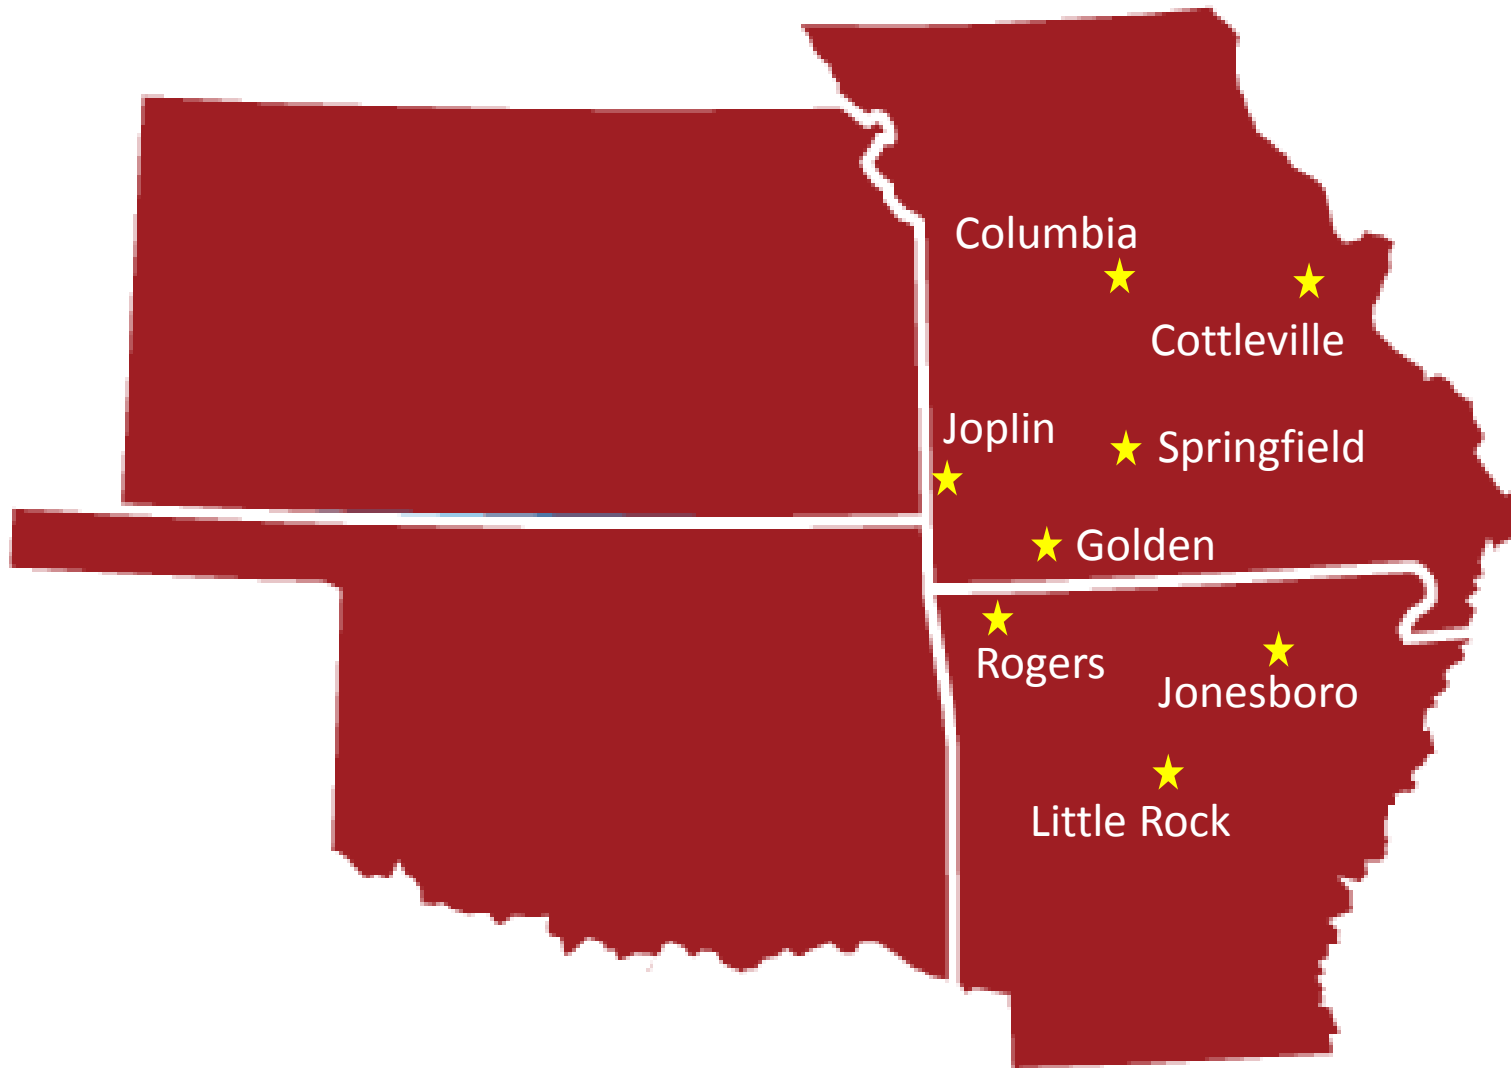 Columbia
Cottleville
Joplin
Springfield
Golden
Rogers
Jonesboro
Little Rock